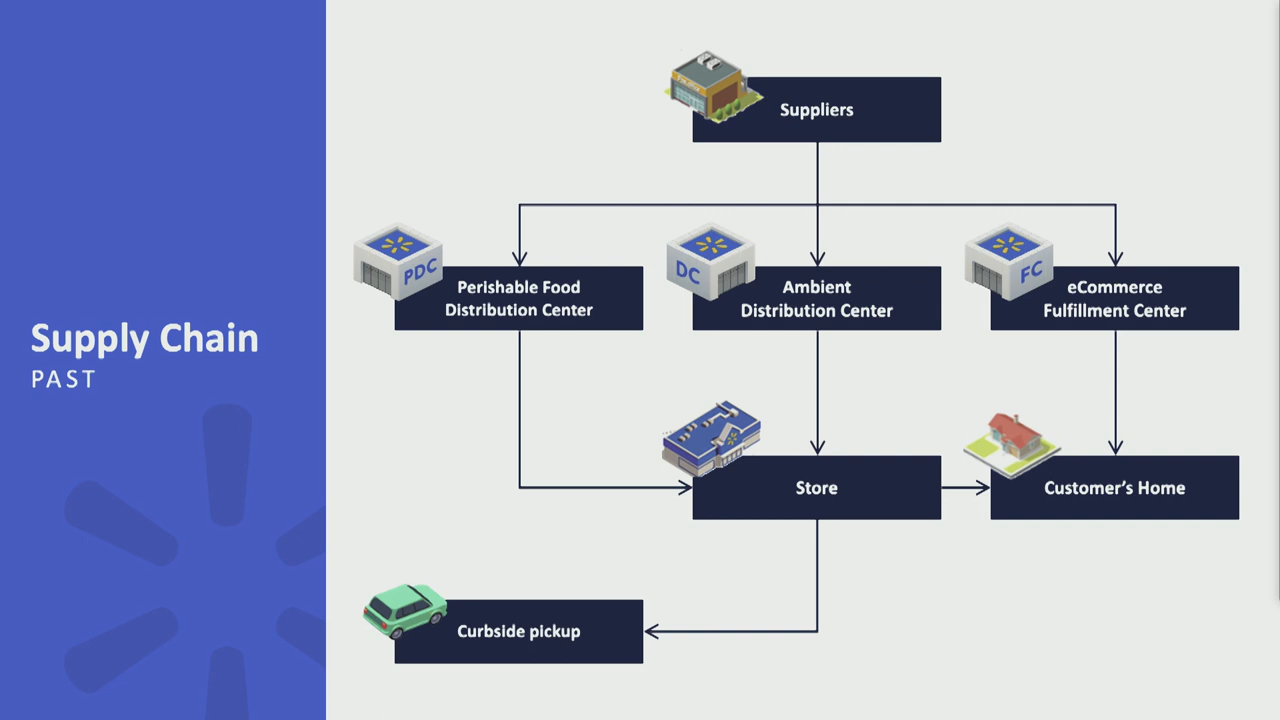 Supply Chain
PAST
Suppliers
PDC
Perishable Food
Distribution Center
DC
Ambient
Distribution Center
FC
eCommerce
Fulfillment Center
Store
Customer’s Home
Curbside pickup